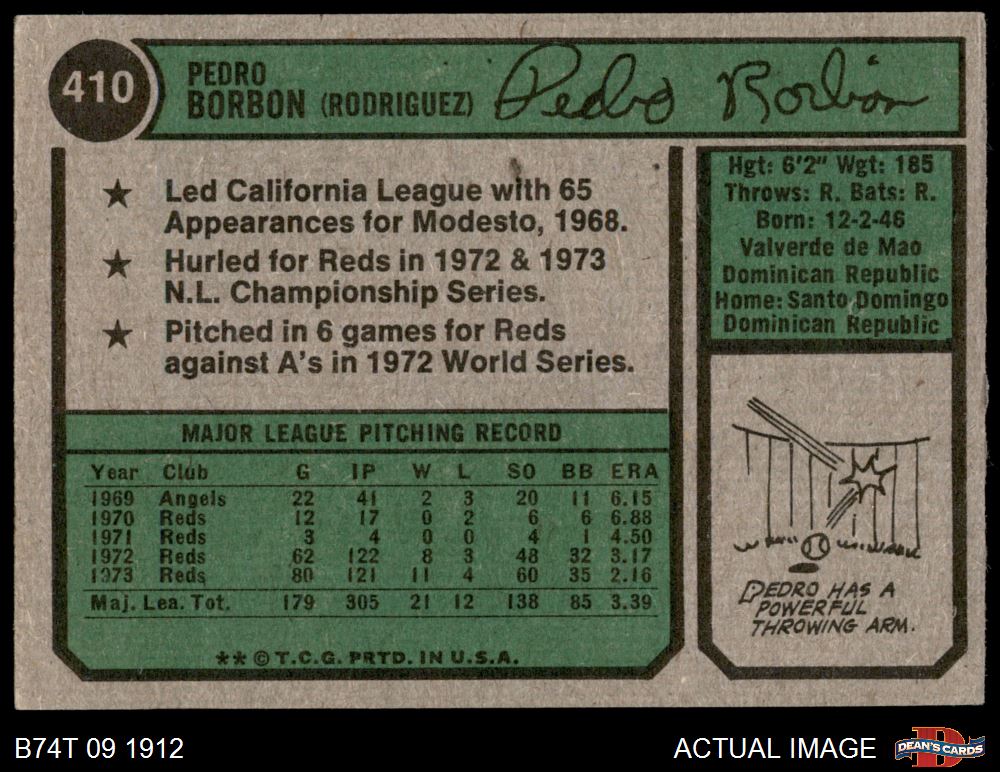 410
PEDRO
BORBON (RODRIGUEZ)
Pedro Borbon
★ Led California League with 65
Appearances for Modesto, 1968.
★ Hurled for Reds in 1972 & 1973
N.L. Championship Series.
★ Pitched in 6 games for Reds
against A's in 1972 World Series.
Hgt: 6'2" Wgt: 185
Throws: R. Bats: R.
Born: 12-2-46
Valverde de Mao
Dominican Republic
Home: Santo Domingo
Dominican Republic
MAJOR LEAGUE PITCHING RECORD
Year Club G IP W L SO BB ERA
1969 Angels 22 41 2 3 20 11 6.15
1970 Reds 12 17 0 2 6 6 6.88
1971 Reds 3 4 0 0 4 1 4.50
1972 Reds 62 122 8 3 48 32 3.17
1973 Reds 80 121 11 4 60 35 2.16
Maj. Lea. Tot. 179 305 21 12 138 85 3.39
**©T.C.G. PRTD. IN U.S.A.
PEDRO HAS A
POWERFUL
THROWING ARM.
B74T 09 1912
ACTUAL IMAGE
D
DEAN'S CARDS